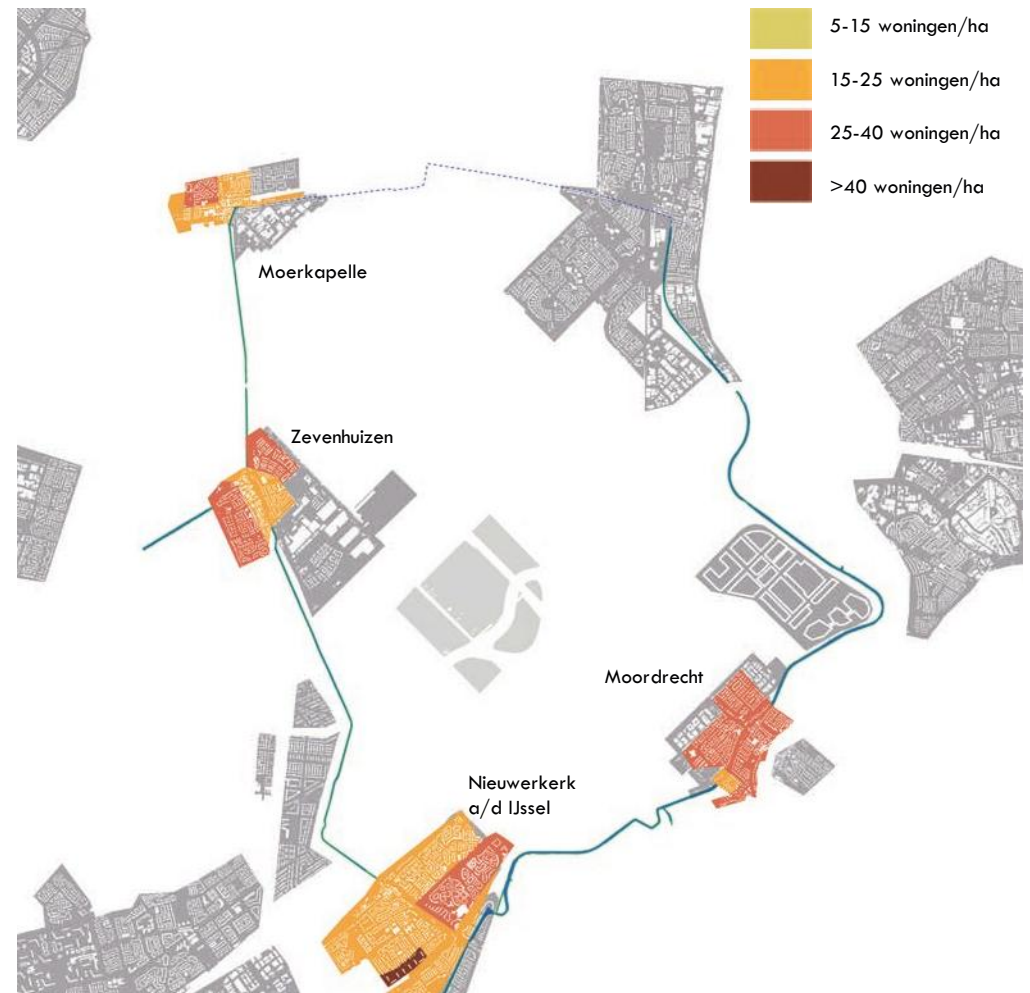 5-15 woningen/ha
15-25 woningen/ha
25-40 woningen/ha
>40 woningen/ha
Moerkapelle
Zevenhuizen
Moordrecht
Nieuwerkerk
a/d IJssel